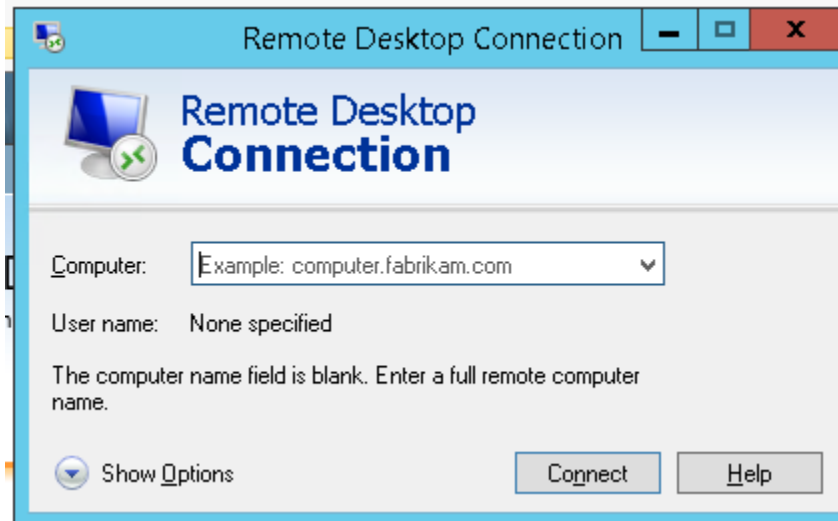 Remote Desktop Connection
Remote Desktop
Connection
Computer:
Example: computer.fabrikam.com
User name: None specified
The computer name field is blank. Enter a full remote computer
name.
Show Options
Connect
Help